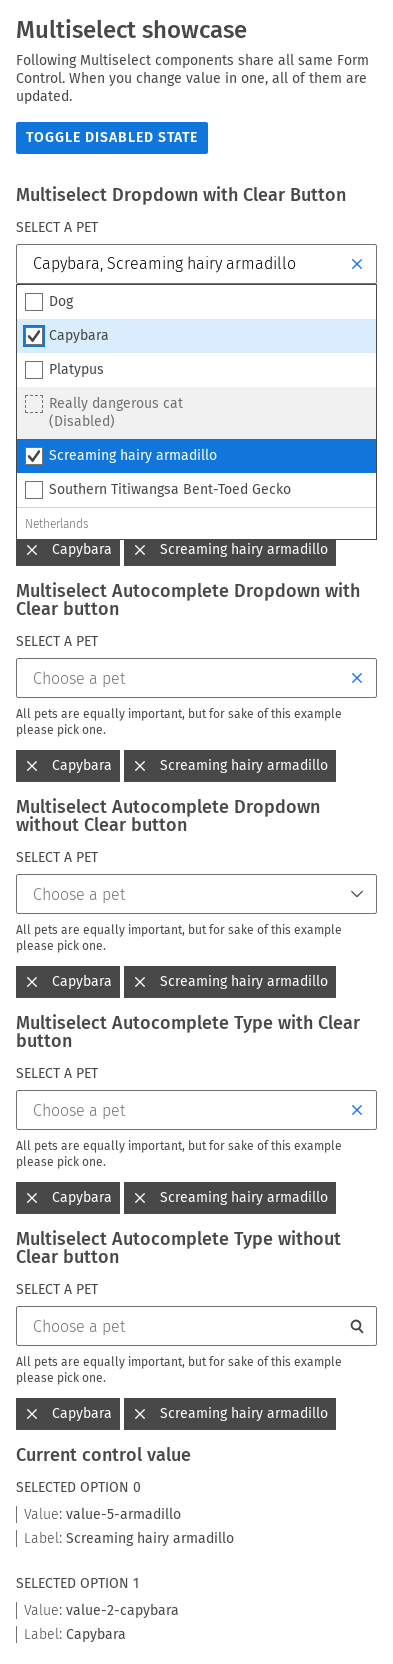 Multiselect showcase
Following Multiselect components share all same Form
Control. When you change value in one, all of them are
updated.
TOGGLE DISABLED STATE
Multiselect Dropdown with Clear Button
SELECT A PET
Capybara, Screaming hairy armadillo
Dog
Capybara
Platypus
Really dangerous cat
(Disabled)
Screaming hairy armadillo
Southern Titiwangsa Bent-Toed Gecko
Netherlands
Capybara Screaming hairy armadillo
Multiselect Autocomplete Dropdown with
Clear button
SELECT A PET
Choose a pet
All pets are equally important, but for sake of this example
please pick one.
Capybara Screaming hairy armadillo
Multiselect Autocomplete Dropdown
without Clear button
SELECT A PET
Choose a pet
All pets are equally important, but for sake of this example
please pick one.
Capybara Screaming hairy armadillo
Multiselect Autocomplete Type with Clear
button
SELECT A PET
Choose a pet
All pets are equally important, but for sake of this example
please pick one.
Capybara Screaming hairy armadillo
Multiselect Autocomplete Type without
Clear button
SELECT A PET
Choose a pet
All pets are equally important, but for sake of this example
please pick one.
Capybara Screaming hairy armadillo
Current control value
SELECTED OPTION 0
Value: value-5-armadillo
Label: Screaming hairy armadillo
SELECTED OPTION 1
Value: value-2-capybara
Label: Capybara